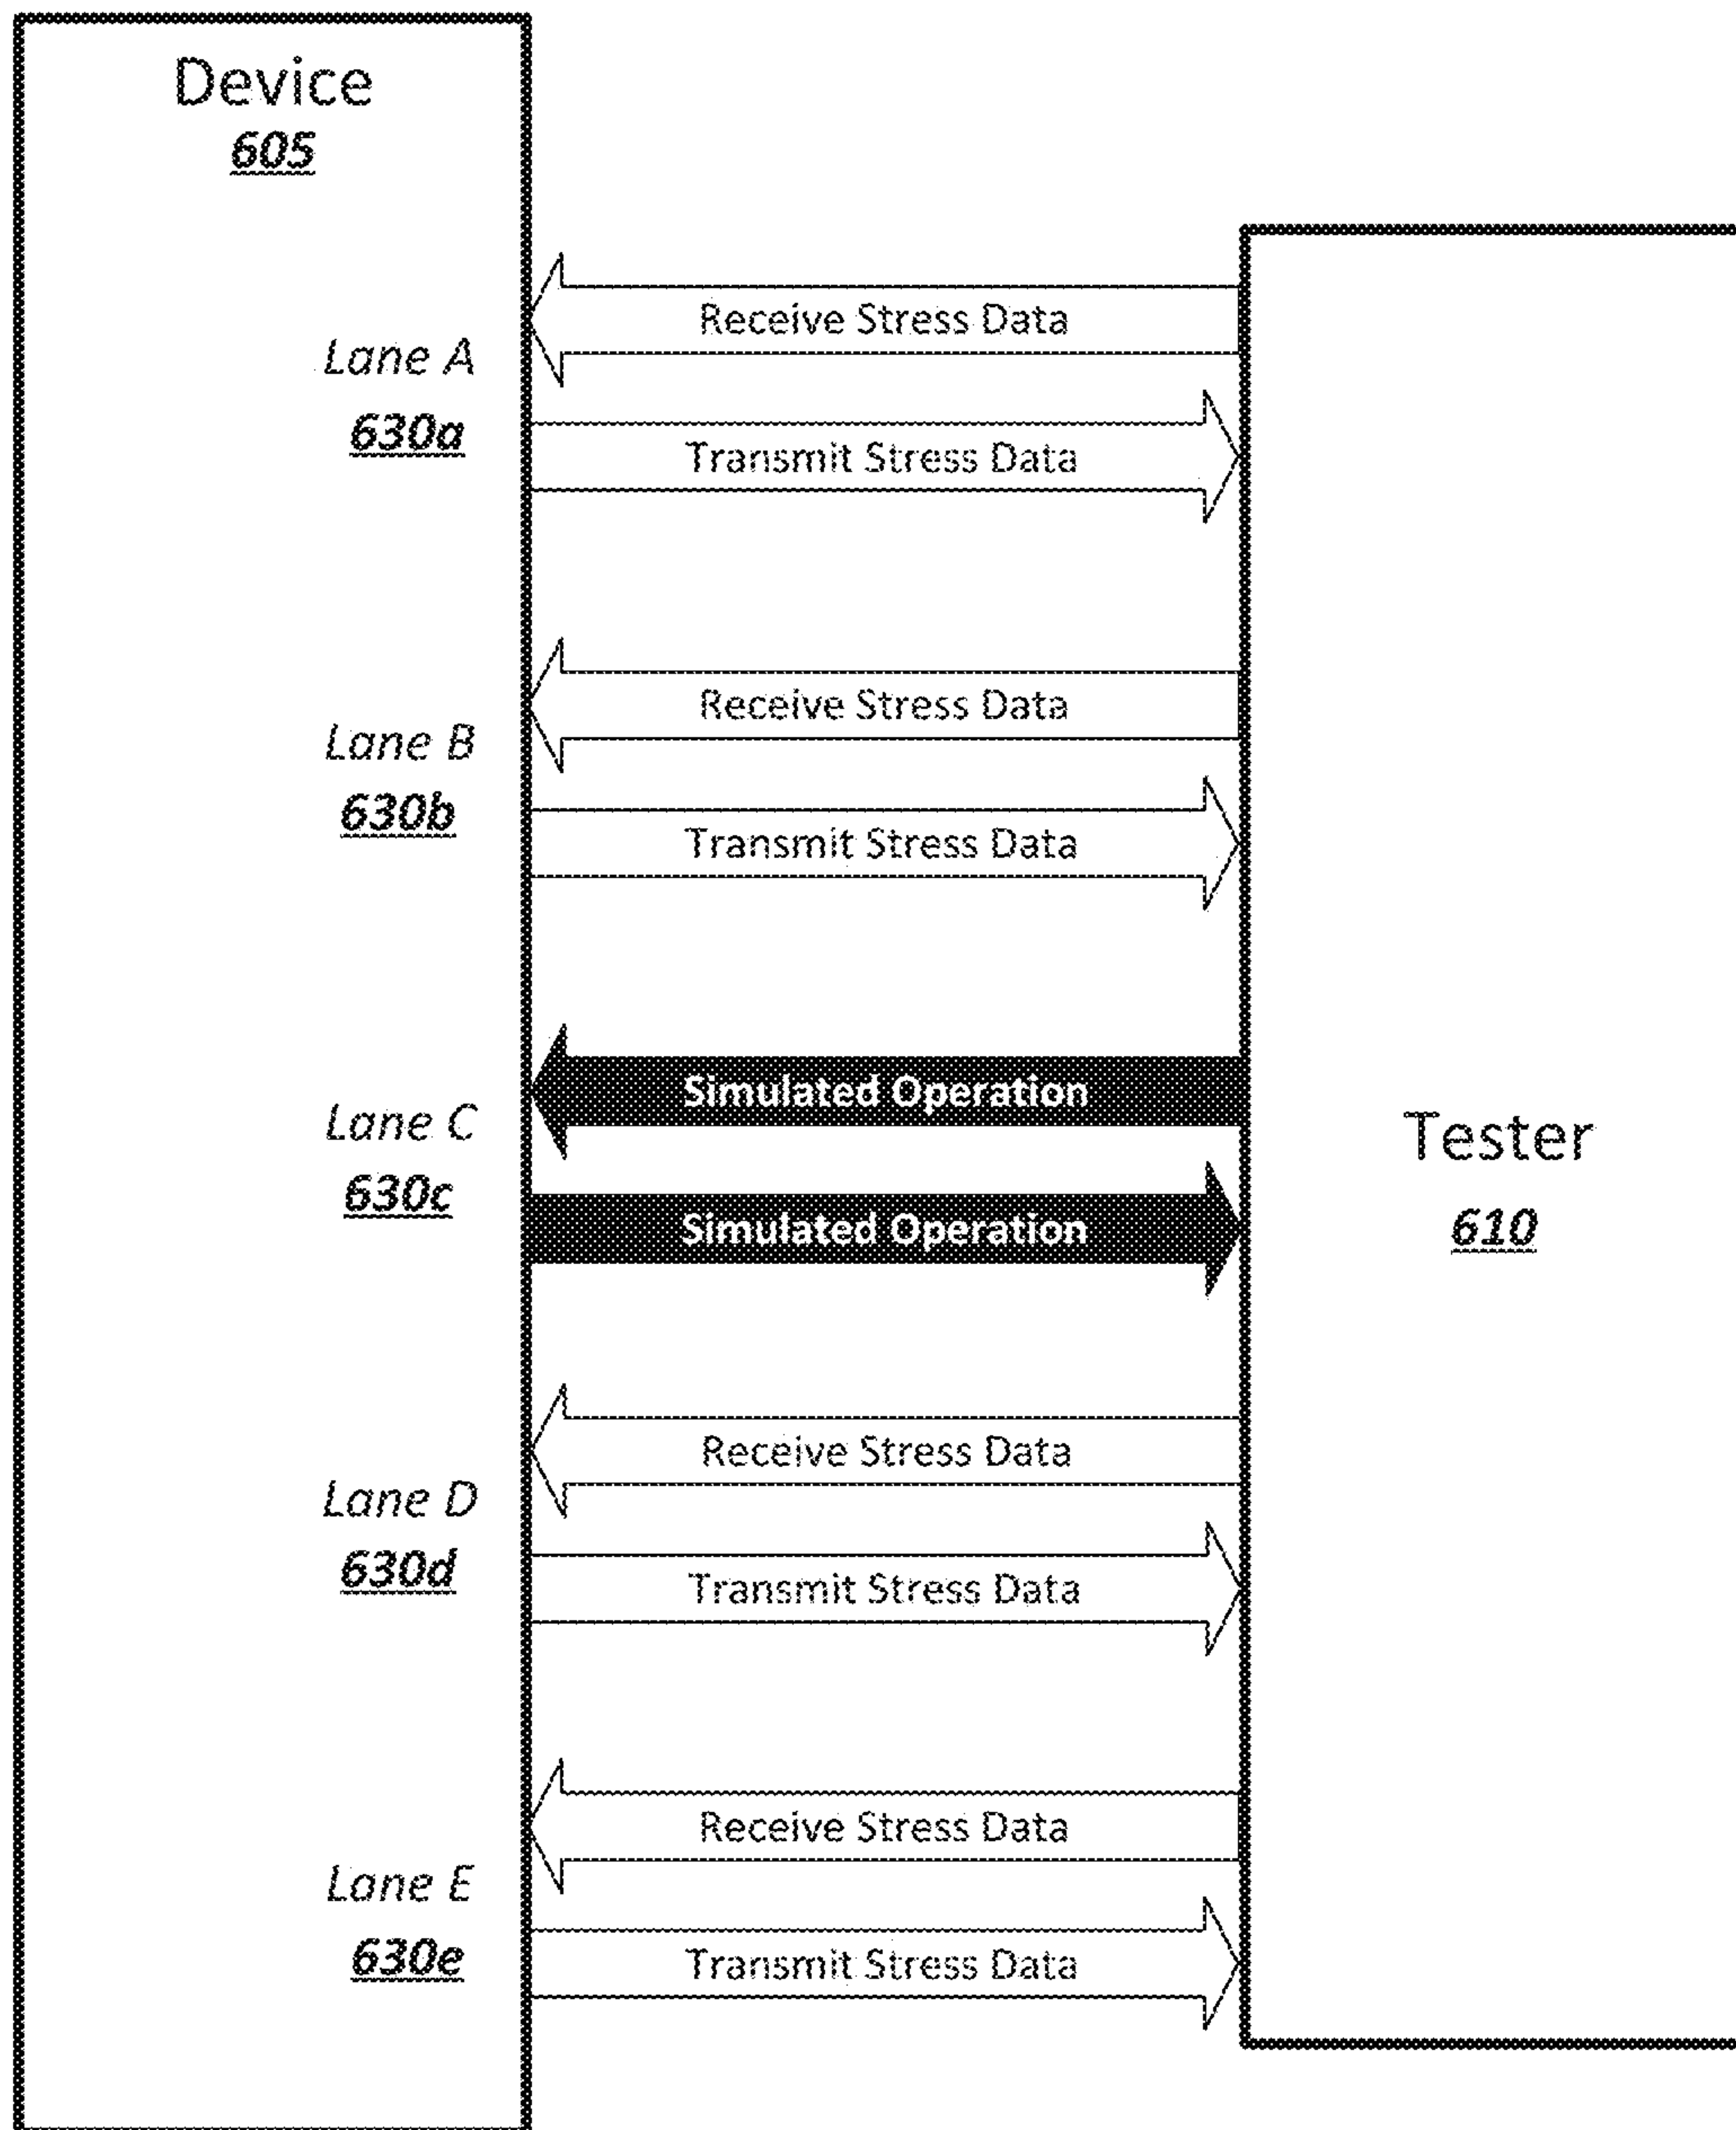 Device
605
Receive Stress Data
Lane A
630a
Transmit Stress Data
Receive Stress Data
Lane B
630b
Transmit Stress Data
Simulated Operation
Lane C
630c
Simulated Operation
Tester
610
Receive Stress Data
Lane D
630d
Transmit Stress Data
Receive Stress Data
Lane E
630e
Transmit Stress Data